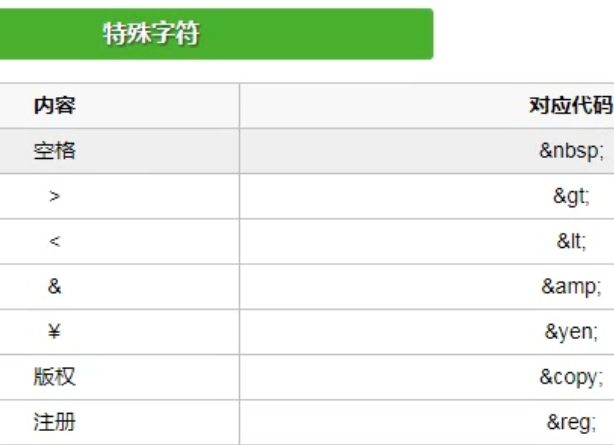 特殊字符
内容 对应代码
空格 &nbsp;
> &gt;
< &lt;
& &amp;
¥ &yen;
版权 &copy;
注册 &reg;